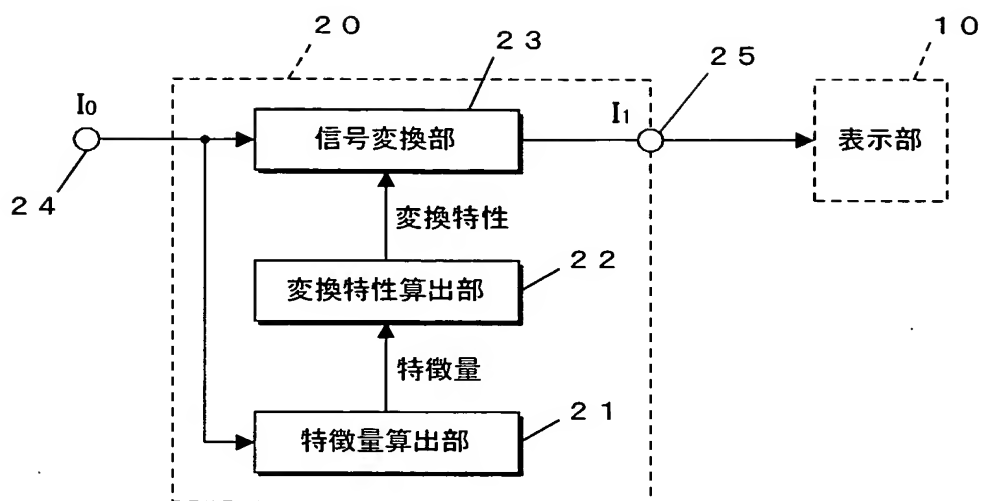 ２０
２３
１０
２５
I0
信号変換部
I1
表示部
２４
変換特性
２２
変換特性算出部
特徴量
２１
特徴量算出部